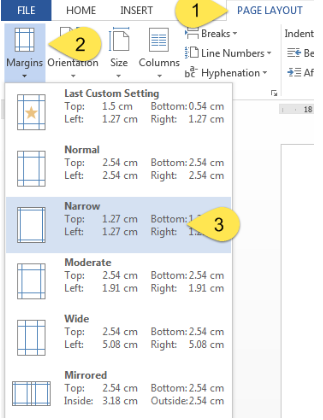 FILE HOME INSERT 1 PAGE LAYOUT
2
Breaks
Line Numbers
Hyphenation
Margins Orientation Size Columns
Indent
Be
Af
18
Last Custom Setting
Top: 1.5 cm Bottom: 0.54 cm
Left: 1.27 cm Right: 1.27 cm
Normal
Top: 2.54 cm Bottom: 2.54 cm
Left: 2.54 cm Right: 2.54 cm
Narrow
Top: 1.27 cm Bottom:
Left: 1.27 cm Right:
3
Moderate
Top: 2.54 cm Bottom: 2.54 cm
Left: 1.91 cm Right: 1.91 cm
Wide
Top: 2.54 cm Bottom: 2.54 cm
Left: 5.08 cm Right: 5.08 cm
Mirrored
Top: 2.54 cm Bottom: 2.54 cm
Inside: 3.18 cm Outside: 2.54 cm